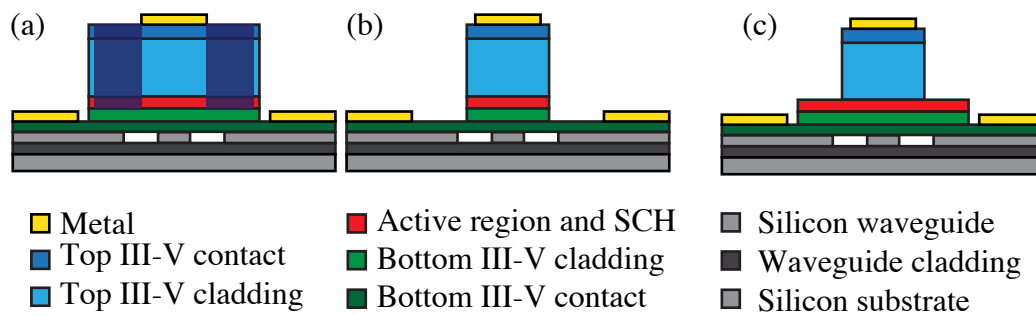 (a) (b) (c)
Metal Active region and SCH Silicon waveguide
Top III-V contact Bottom III-V cladding Waveguide cladding
Top III-V cladding Bottom III-V contact Silicon substrate